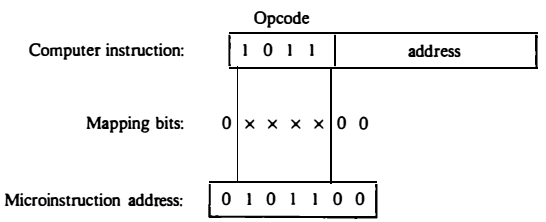 Opcode
Computer instruction: 1 0 1 1 address
Mapping bits: 0 × × × × 0 0
Microinstruction address: 0 1 0 1 1 0 0